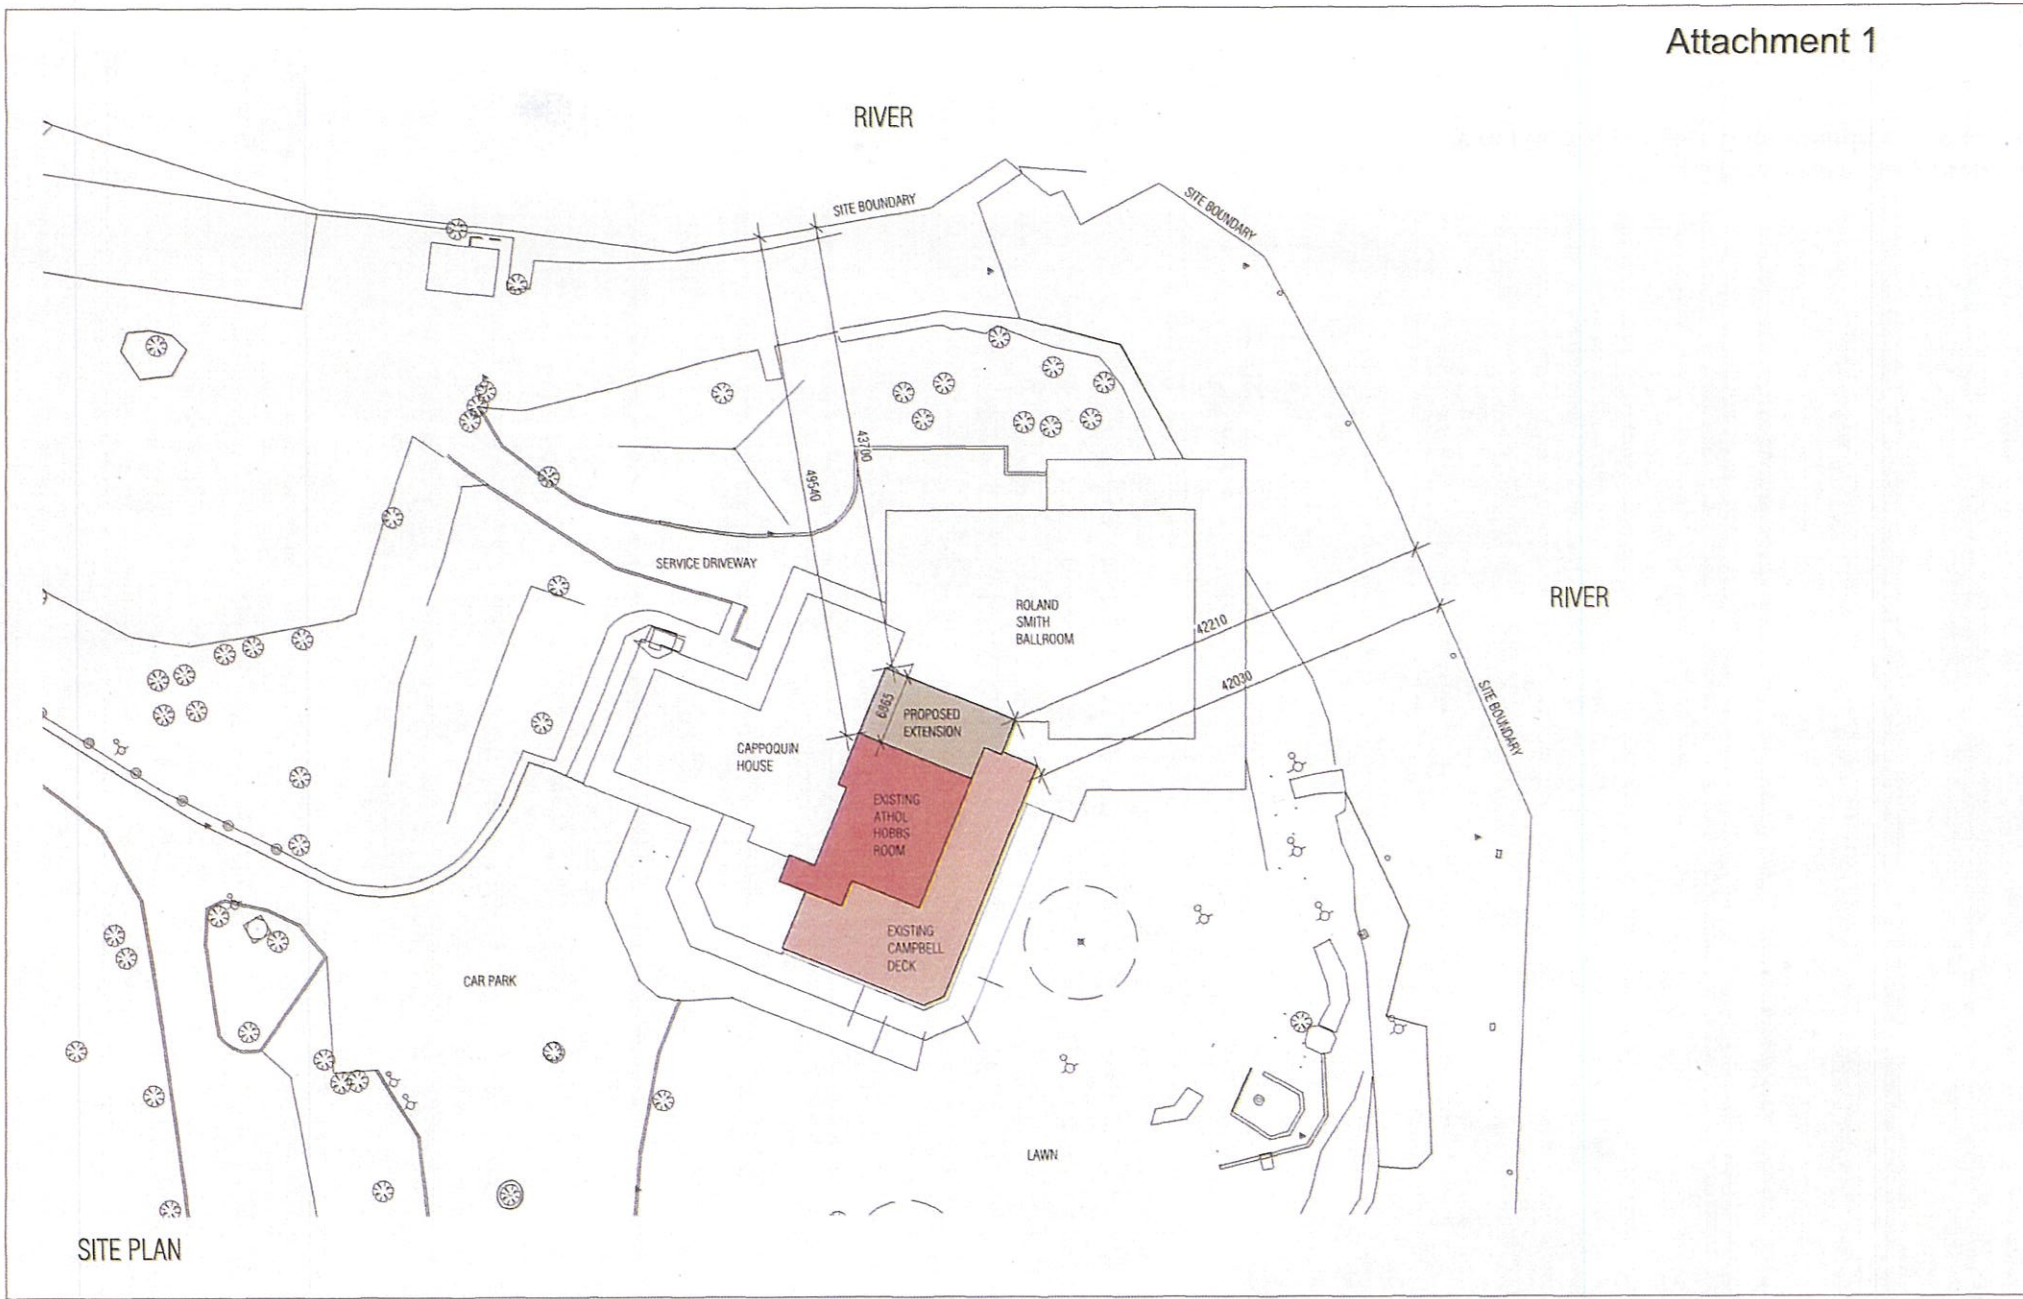 Attachment 1
RIVER
SITE BOUNDARY
SITE BOUNDARY
43700
49540
SERVICE DRIVEWAY
ROLAND
SMITH
BALLROOM
RIVER
42210
42030
SITE BOUNDARY
6865
PROPOSED
EXTENSION
CAPPOQUIN
HOUSE
EXISTING
ATHOL
HOBBS
ROOM
EXISTING
CAMPBELL
DECK
CAR PARK
LAWN
SITE PLAN